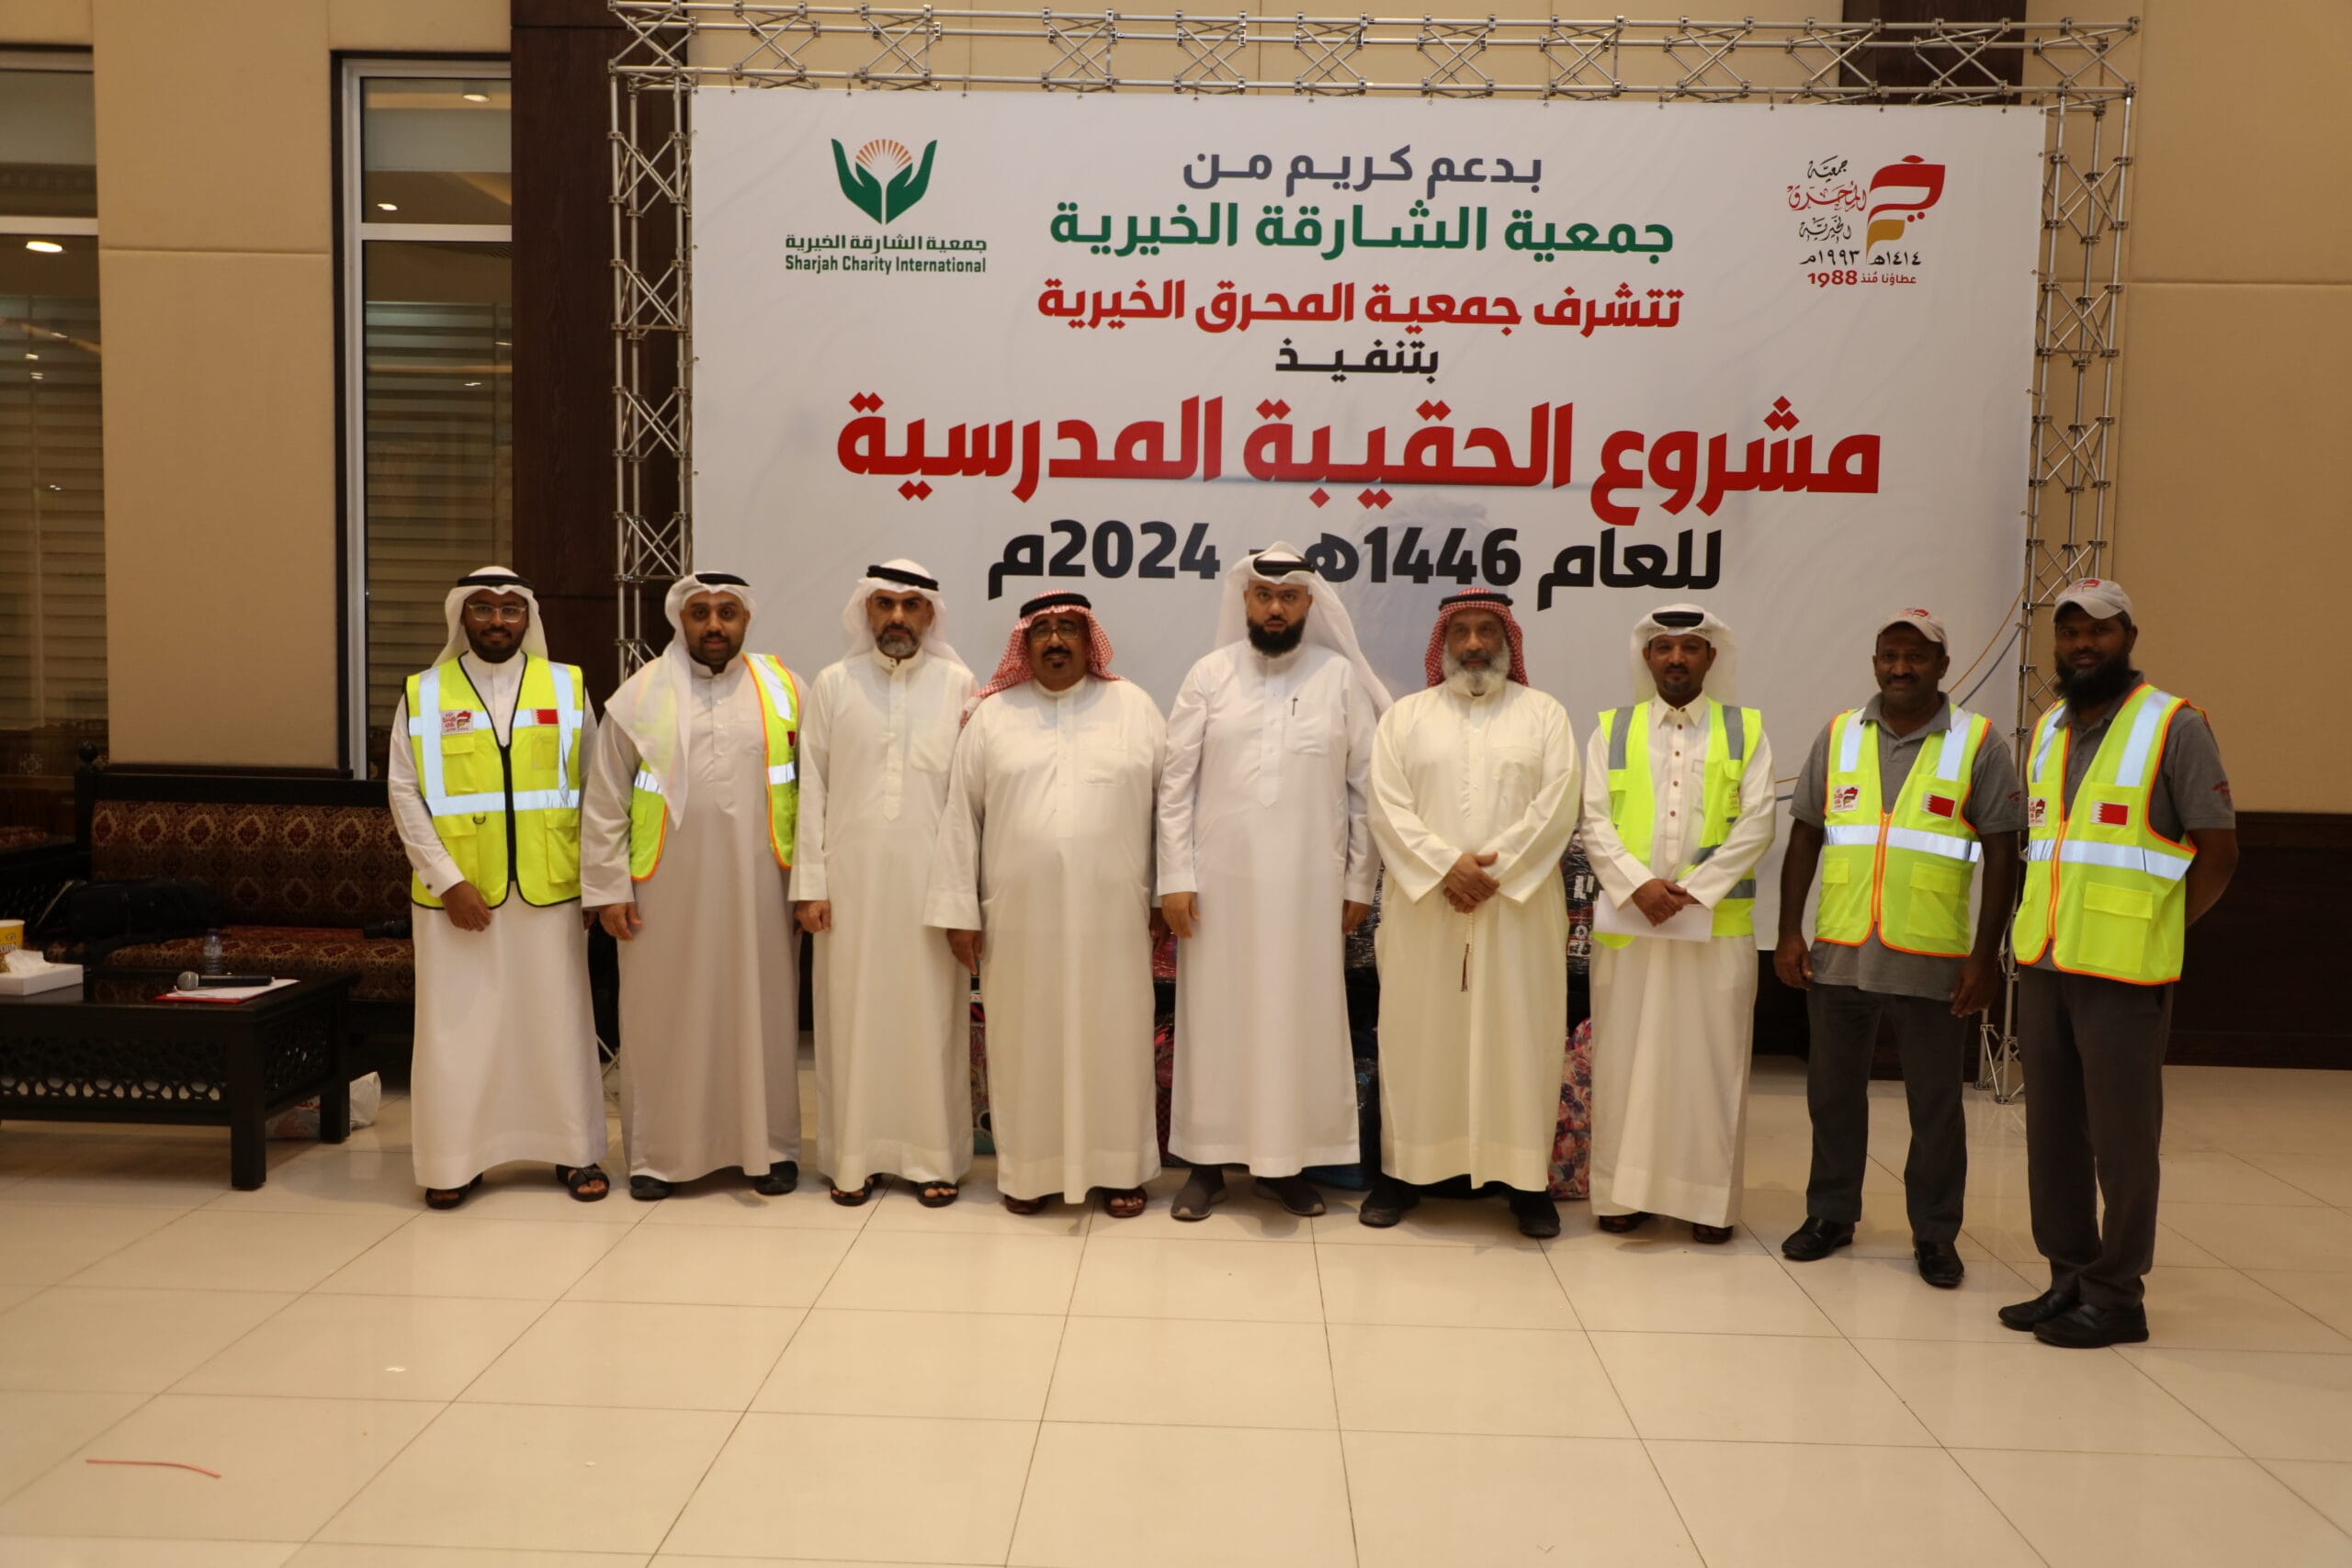 بدعم كريم من
جمعية الشارقة الخيرية
تتشرف جمعية المحرق الخيرية
بتنفيذ
مشروع الحقيبة المدرسية
للعام 1446هـ - 2024م
جمعية الشارقة الخيرية
Sharjah Charity International
جمعية
المحرق
الخيرية
١٤١٤هـ ١٩٩٣م
عطاؤنا مُنذ 1988